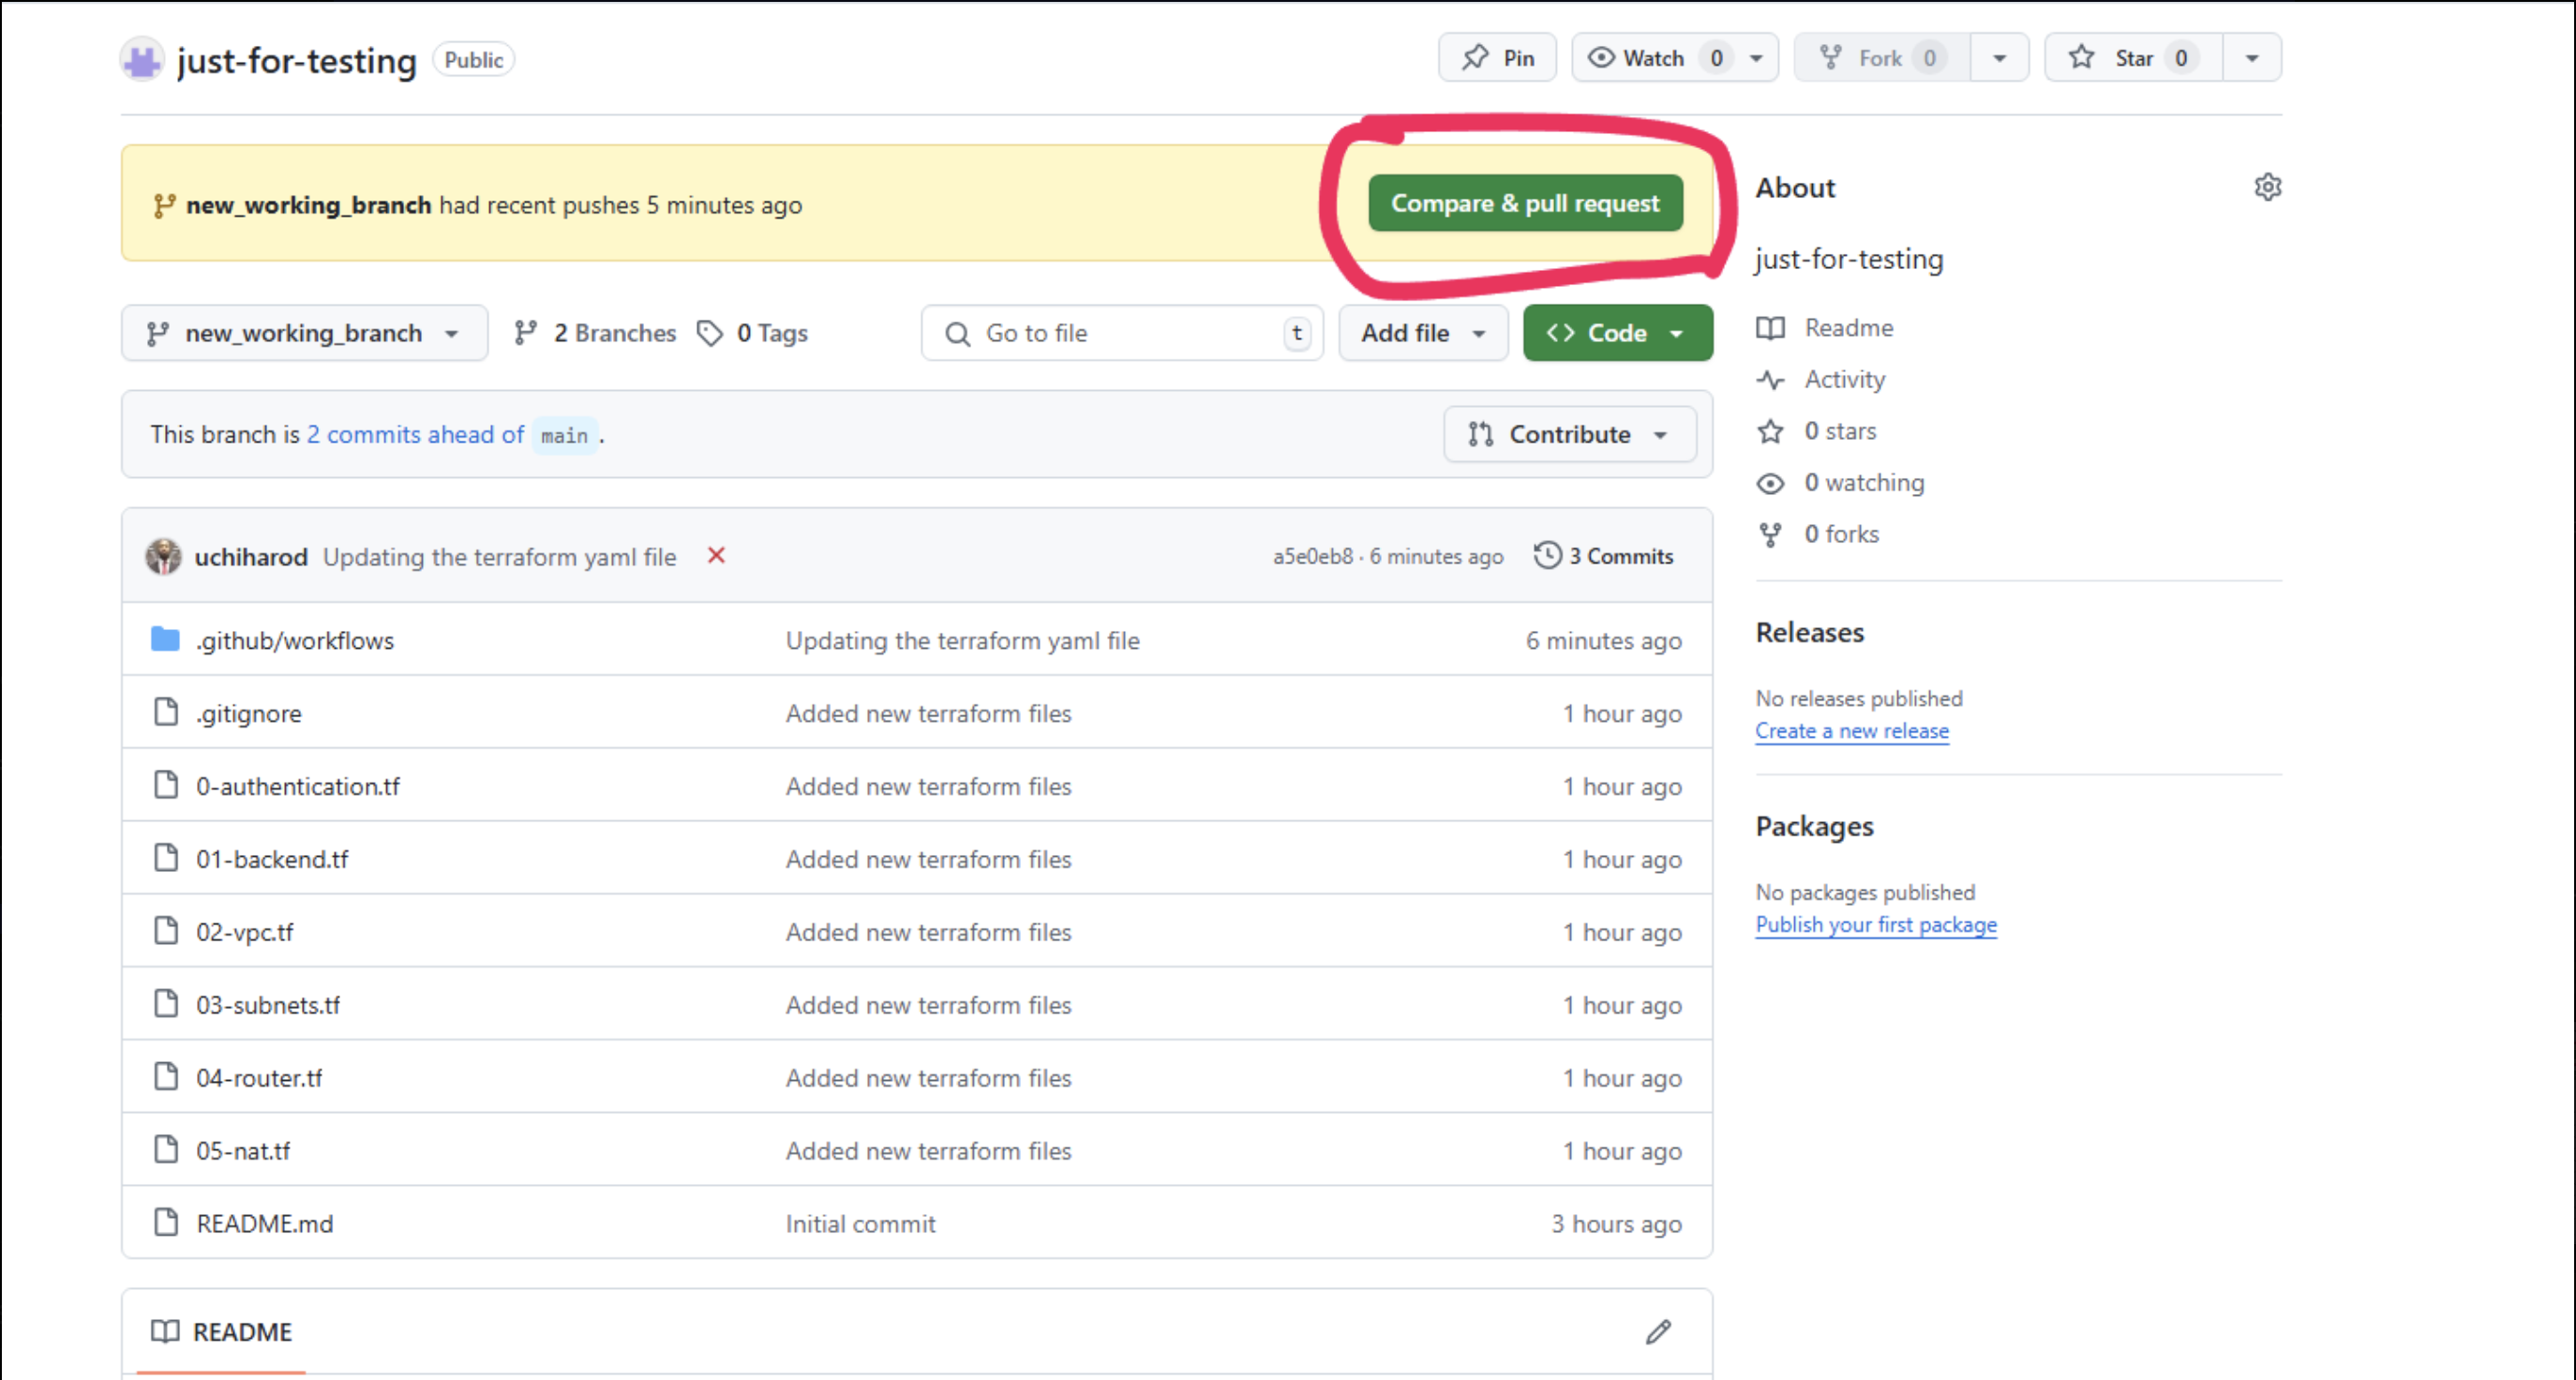 just-for-testing Public Pin Watch 0 Fork 0 Star 0
new_working_branch had recent pushes 5 minutes ago Compare & pull request
new_working_branch 2 Branches 0 Tags Go to file t Add file <> Code
This branch is 2 commits ahead of main . Contribute
uchiharod Updating the terraform yaml file a5e0eb8 · 6 minutes ago 3 Commits
.github/workflows Updating the terraform yaml file 6 minutes ago
.gitignore Added new terraform files 1 hour ago
0-authentication.tf Added new terraform files 1 hour ago
01-backend.tf Added new terraform files 1 hour ago
02-vpc.tf Added new terraform files 1 hour ago
03-subnets.tf Added new terraform files 1 hour ago
04-router.tf Added new terraform files 1 hour ago
05-nat.tf Added new terraform files 1 hour ago
README.md Initial commit 3 hours ago
README
About
just-for-testing
Readme
Activity
0 stars
0 watching
0 forks
Releases
No releases published
Create a new release
Packages
No packages published
Publish your first package